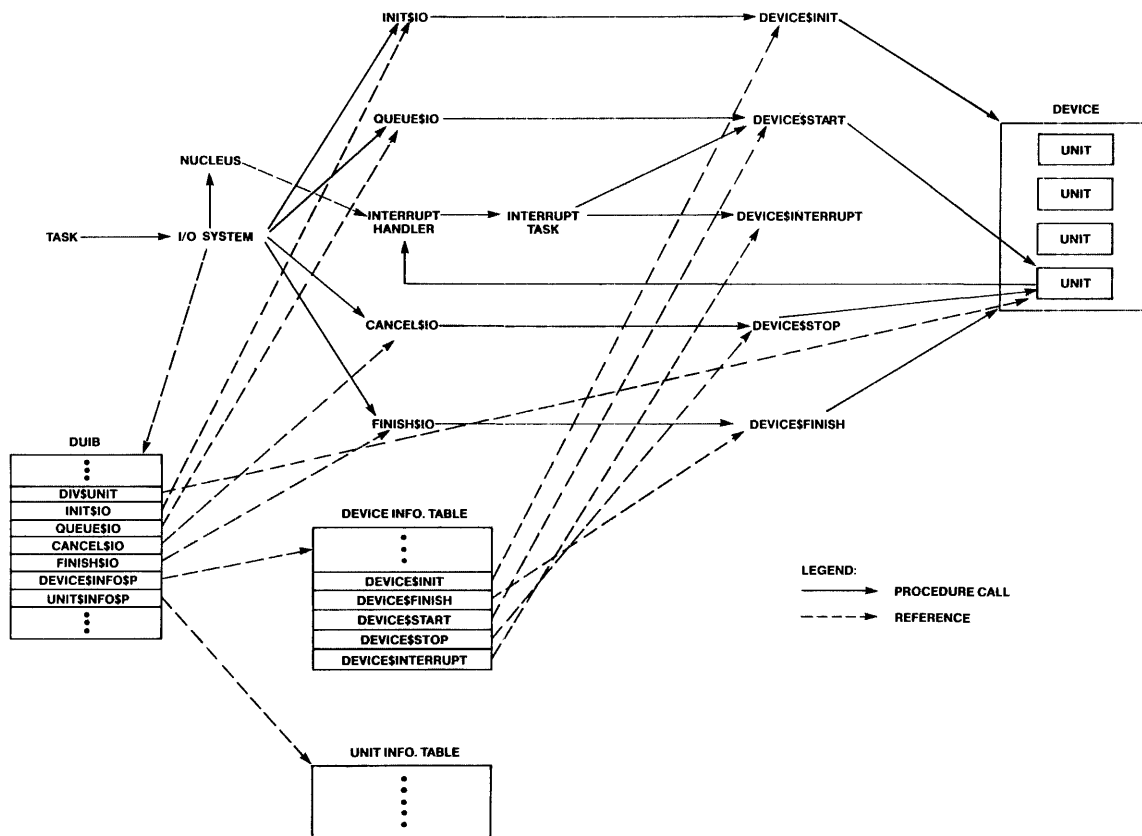 INIT$IO
DEVICE$INIT
DEVICE
QUEUE$IO
DEVICE$START
UNIT
NUCLEUS
UNIT
INTERRUPT
HANDLER
INTERRUPT
TASK
DEVICE$INTERRUPT
TASK
I/O SYSTEM
UNIT
UNIT
CANCEL$IO
DEVICE$STOP
FINISH$IO
DEVICE$FINISH
DUIB
DIV$UNIT
INIT$IO
QUEUE$IO
CANCEL$IO
FINISH$IO
DEVICE$INFO$P
UNIT$INFO$P
DEVICE INFO. TABLE
DEVICE$INIT
DEVICE$FINISH
DEVICE$START
DEVICE$STOP
DEVICE$INTERRUPT
LEGEND:
PROCEDURE CALL
REFERENCE
UNIT INFO. TABLE